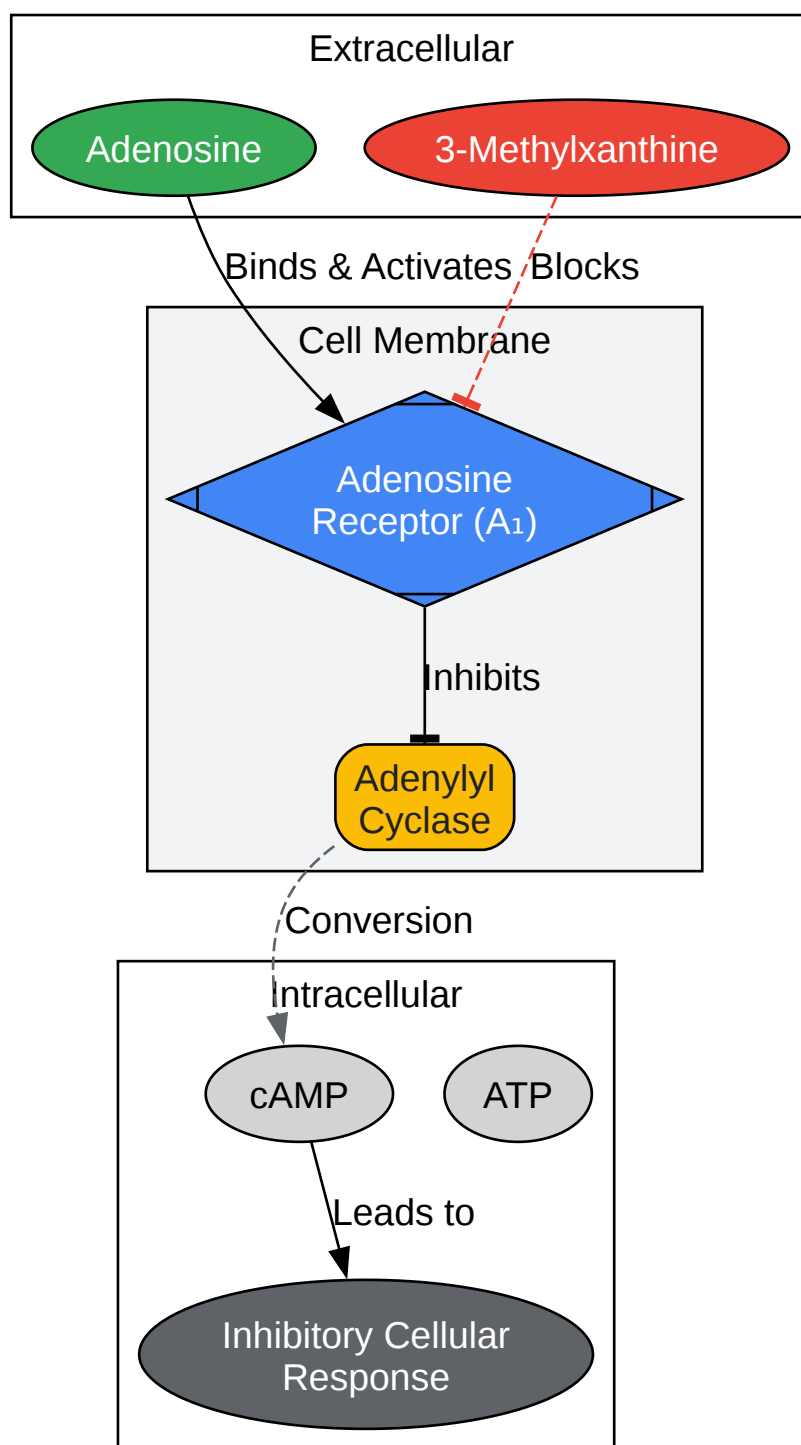 Extracellular
Adenosine
3-Methylxanthine
Binds & Activates
Blocks
Cell Membrane
Adenosine
Receptor (A₁)
Inhibits
Adenylyl
Cyclase
Conversion
Intracellular
cAMP
ATP
Leads to
Inhibitory Cellular
Response